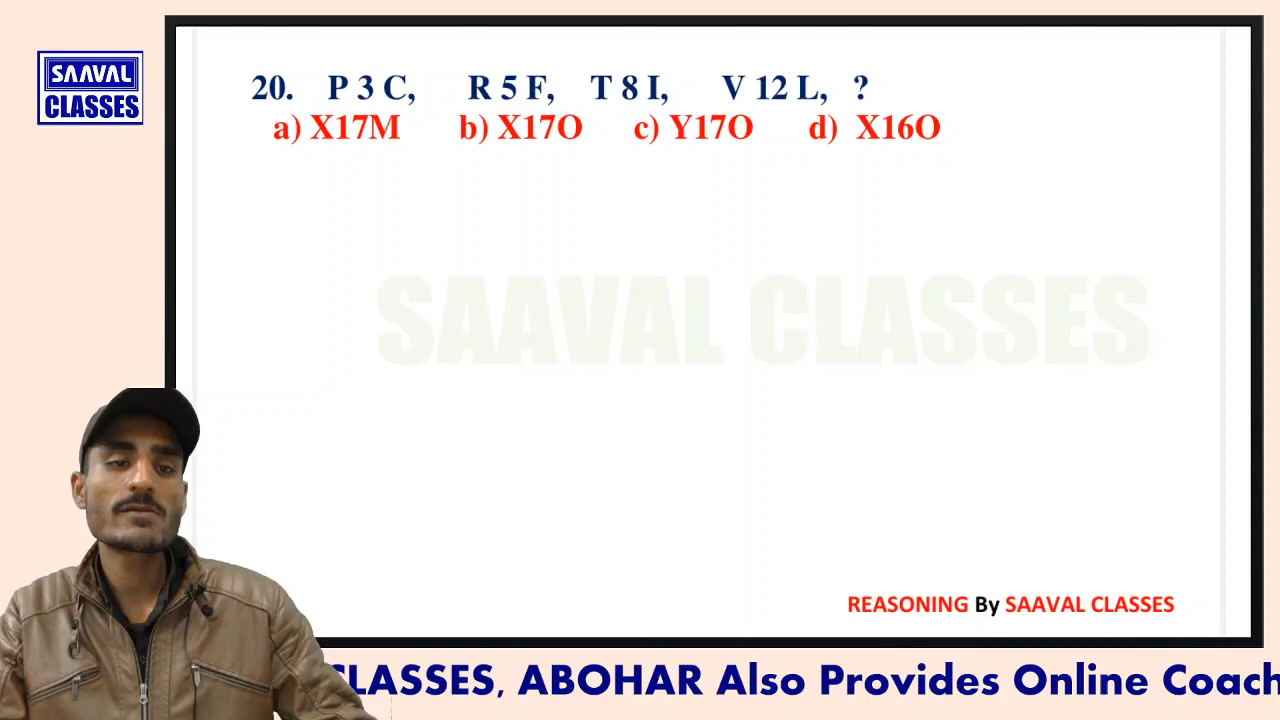 SAAVAL
CLASSES
20. P 3 C, R 5 F, T 8 I, V 12 L, ?
a) X17M b) X17O c) Y17O d) X16O
SAAVAL CLASSES
REASONING By SAAVAL CLASSES
CLASSES, ABOHAR Also Provides Online Coach